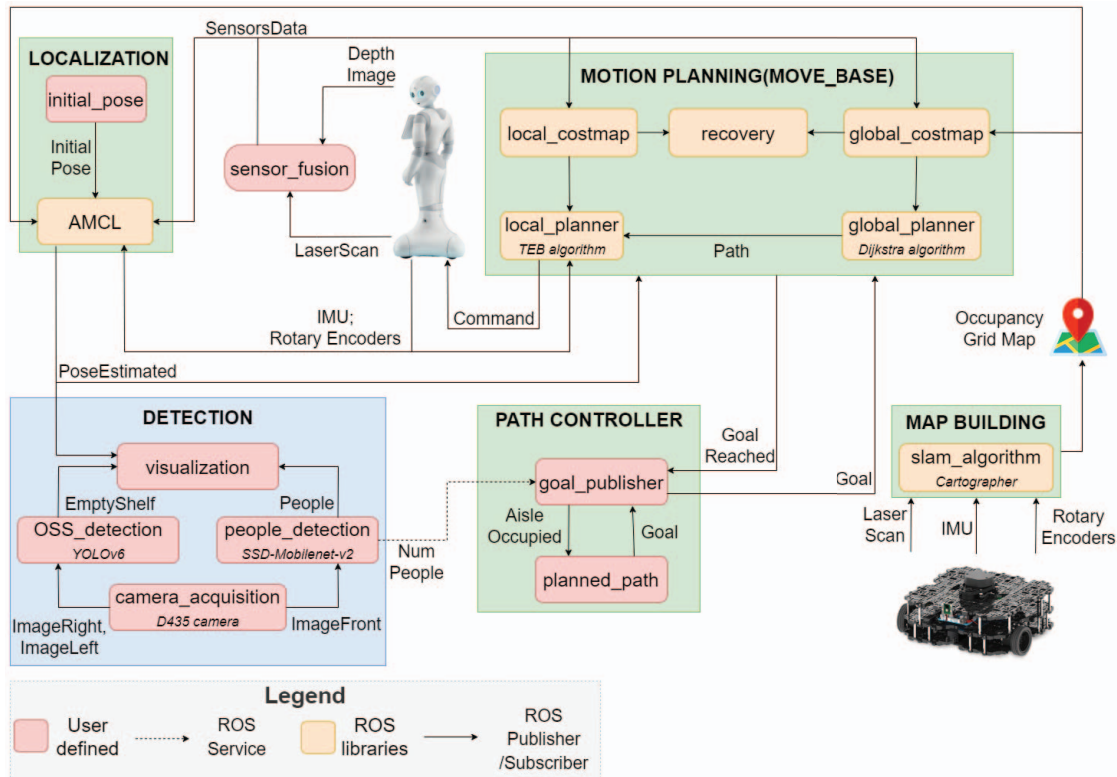 SensorsData
LOCALIZATION
initial_pose
Initial
Pose
AMCL
Depth
Image
sensor_fusion
LaserScan
MOTION PLANNING(MOVE_BASE)
local_costmap
recovery
global_costmap
local_planner
TEB algorithm
global_planner
Dijkstra algorithm
Path
IMU;
Rotary Encoders
Command
PoseEstimated
Occupancy
Grid Map
DETECTION
visualization
EmptyShelf
People
OSS_detection
YOLOv6
people_detection
SSD-Mobilenet-v2
camera_acquisition
D435 camera
ImageRight,
ImageLeft
ImageFront
Num
People
PATH CONTROLLER
goal_publisher
Aisle
Occupied
Goal
planned_path
Goal
Reached
Goal
MAP BUILDING
slam_algorithm
Cartographer
Laser
Scan
IMU
Rotary
Encoders
Legend
User
defined
ROS
Service
ROS
libraries
ROS
Publisher
/Subscriber